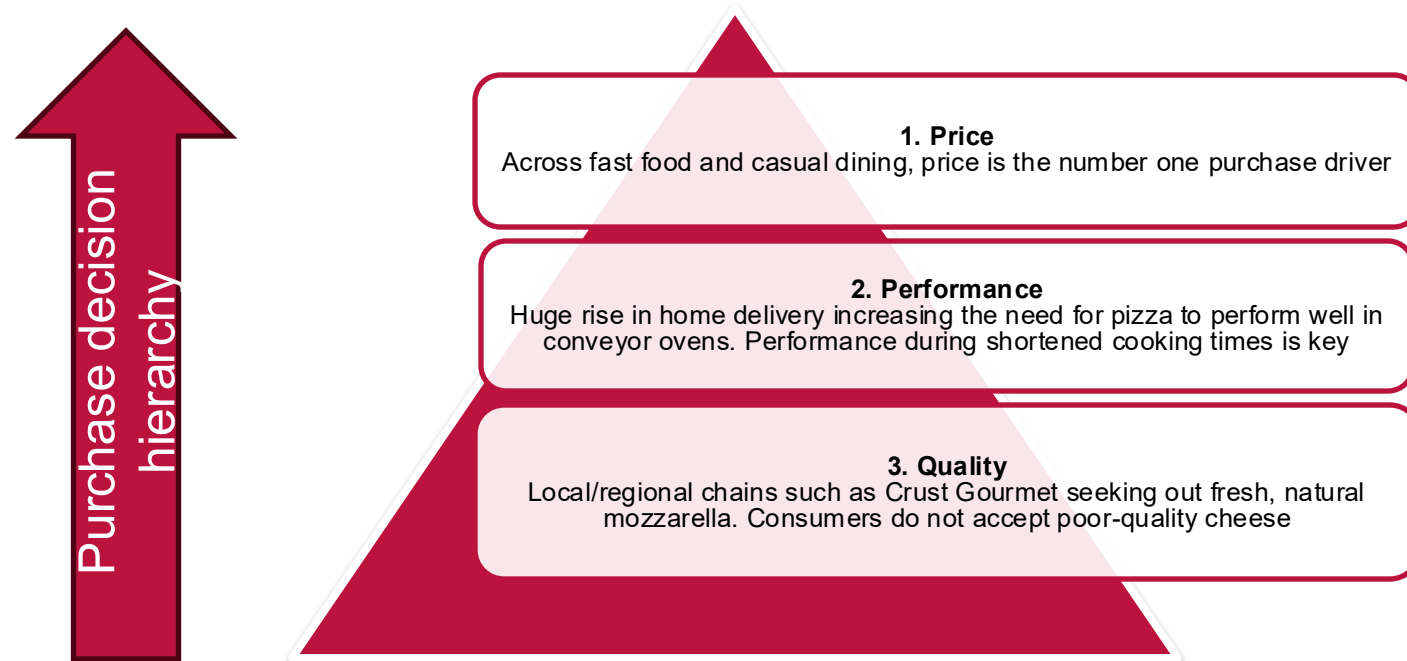 Purchase decision
hierarchy
1. Price
Across fast food and casual dining, price is the number one purchase driver
2. Performance
Huge rise in home delivery increasing the need for pizza to perform well in
conveyor ovens. Performance during shortened cooking times is key
3. Quality
Local/regional chains such as Crust Gourmet seeking out fresh, natural
mozzarella. Consumers do not accept poor-quality cheese